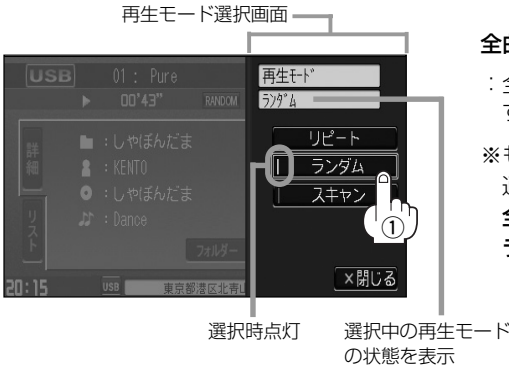 再生モード選択画面
USB 01 : Pure
00'43" RANDOM
詳細
:しゃぼんだま
:KENTO
:しゃぼんだま
:Dance
リスト
フォルダー
20:15 USB 東京都港区北青山
再生ﾓｰﾄﾞ
ﾗﾝﾀﾞﾑ
リピート
ランダム
スキャン
①
×閉じる
選択時点灯
選択中の再生モード
の状態を表示
全
:全
す
※
全